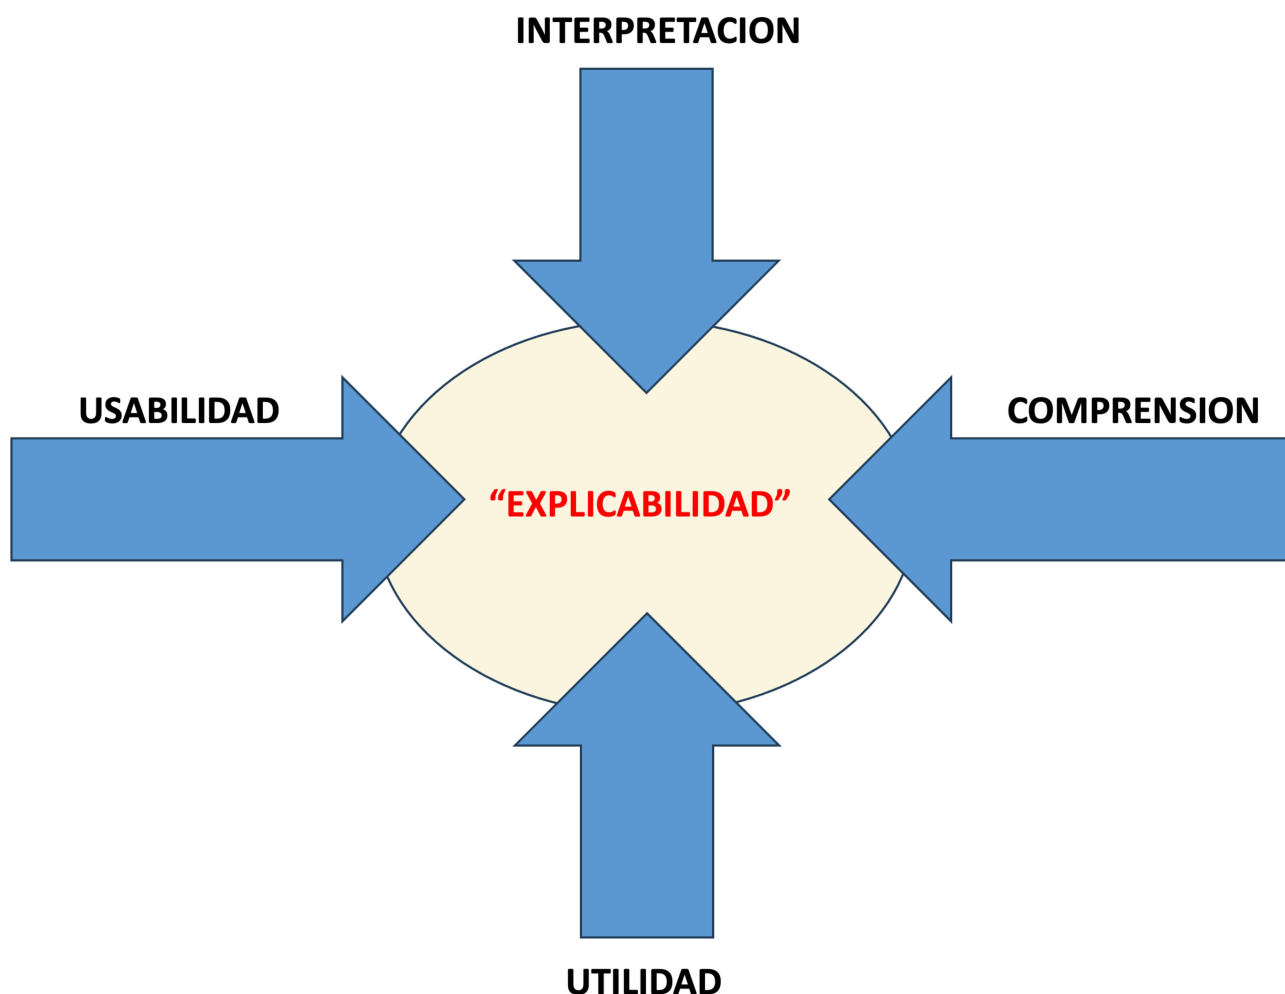 INTERPRETACION
USABILIDAD
COMPRENSION
“EXPLICABILIDAD”
UTILIDAD